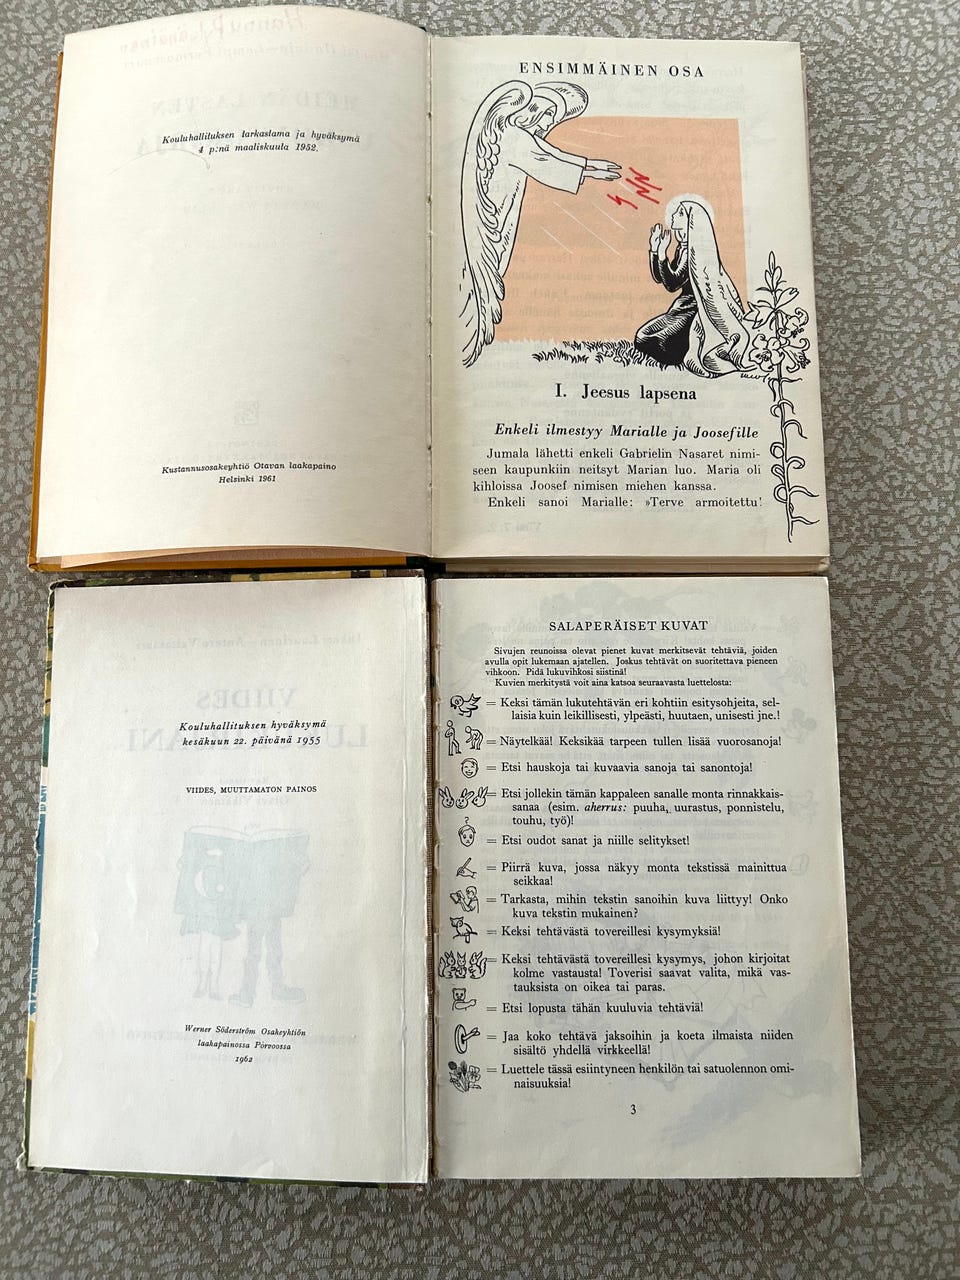 Kouluhallituksen tarkastama ja hyväksymä
4 p:nä maaliskuuta 1952.
Kustannusosakeyhtiö Otavan laakapaino
Helsinki 1961
ENSIMMÄINEN OSA
I. Jeesus lapsena
Enkeli ilmestyy Marialle ja Joosefille
Jumala lähetti enkeli Gabrielin Nasaret nimi-
seen kaupunkiin neitsyt Marian luo. Maria oli
kihloissa Joosef nimisen miehen kanssa.
Enkeli sanoi Marialle: »Terve armoitettu!
Kouluhallituksen hyväksymä
kesäkuun 22. päivänä 1955
VIIDES, MUUTTAMATON PAINOS
Werner Söderström Osakeyhtiön
laakapainossa Porvoossa
1962
SALAPERÄISET KUVAT
Sivujen reunoissa olevat pienet kuvat merkitsevät tehtäviä, joiden
avulla opit lukemaan ajatellen. Joskus tehtävät on suoritettava pieneen
vihkoon. Pidä lukuvihkosi siistinä!
Kuvien merkitystä voit aina katsoa seuraavasta luettelosta:
= Keksi tämän lukutehtävän eri kohtiin esitysohjeita, sel-
laisia kuin leikillisesti, ylpeästi, huutaen, unisesti jne.!
= Näytelkää! Keksikää tarpeen tullen lisää vuorosanoja!
= Etsi hauskoja tai kuvaavia sanoja tai sanontoja!
= Etsi jollekin tämän kappaleen sanalle monta rinnakkais-
sanaa (esim. aherrus: puuha, uurastus, ponnistelu,
touhu, työ)!
= Etsi oudot sanat ja niille selitykset!
= Piirrä kuva, jossa näkyy monta tekstissä mainittua
seikkaa!
= Tarkasta, mihin tekstin sanoihin kuva liittyy! Onko
kuva tekstin mukainen?
= Keksi tehtävästä tovereillesi kysymyksiä!
= Keksi tehtävästä tovereillesi kysymys, johon kirjoitat
kolme vastausta! Toverisi saavat valita, mikä vas-
tauksista on oikea tai paras.
= Etsi lopusta tähän kuuluvia tehtäviä!
= Jaa koko tehtävä jaksoihin ja koeta ilmaista niiden
sisältö yhdellä virkkeellä!
= Luettele tässä esiintyneen henkilön tai satuolennon omi-
naisuuksia!
3